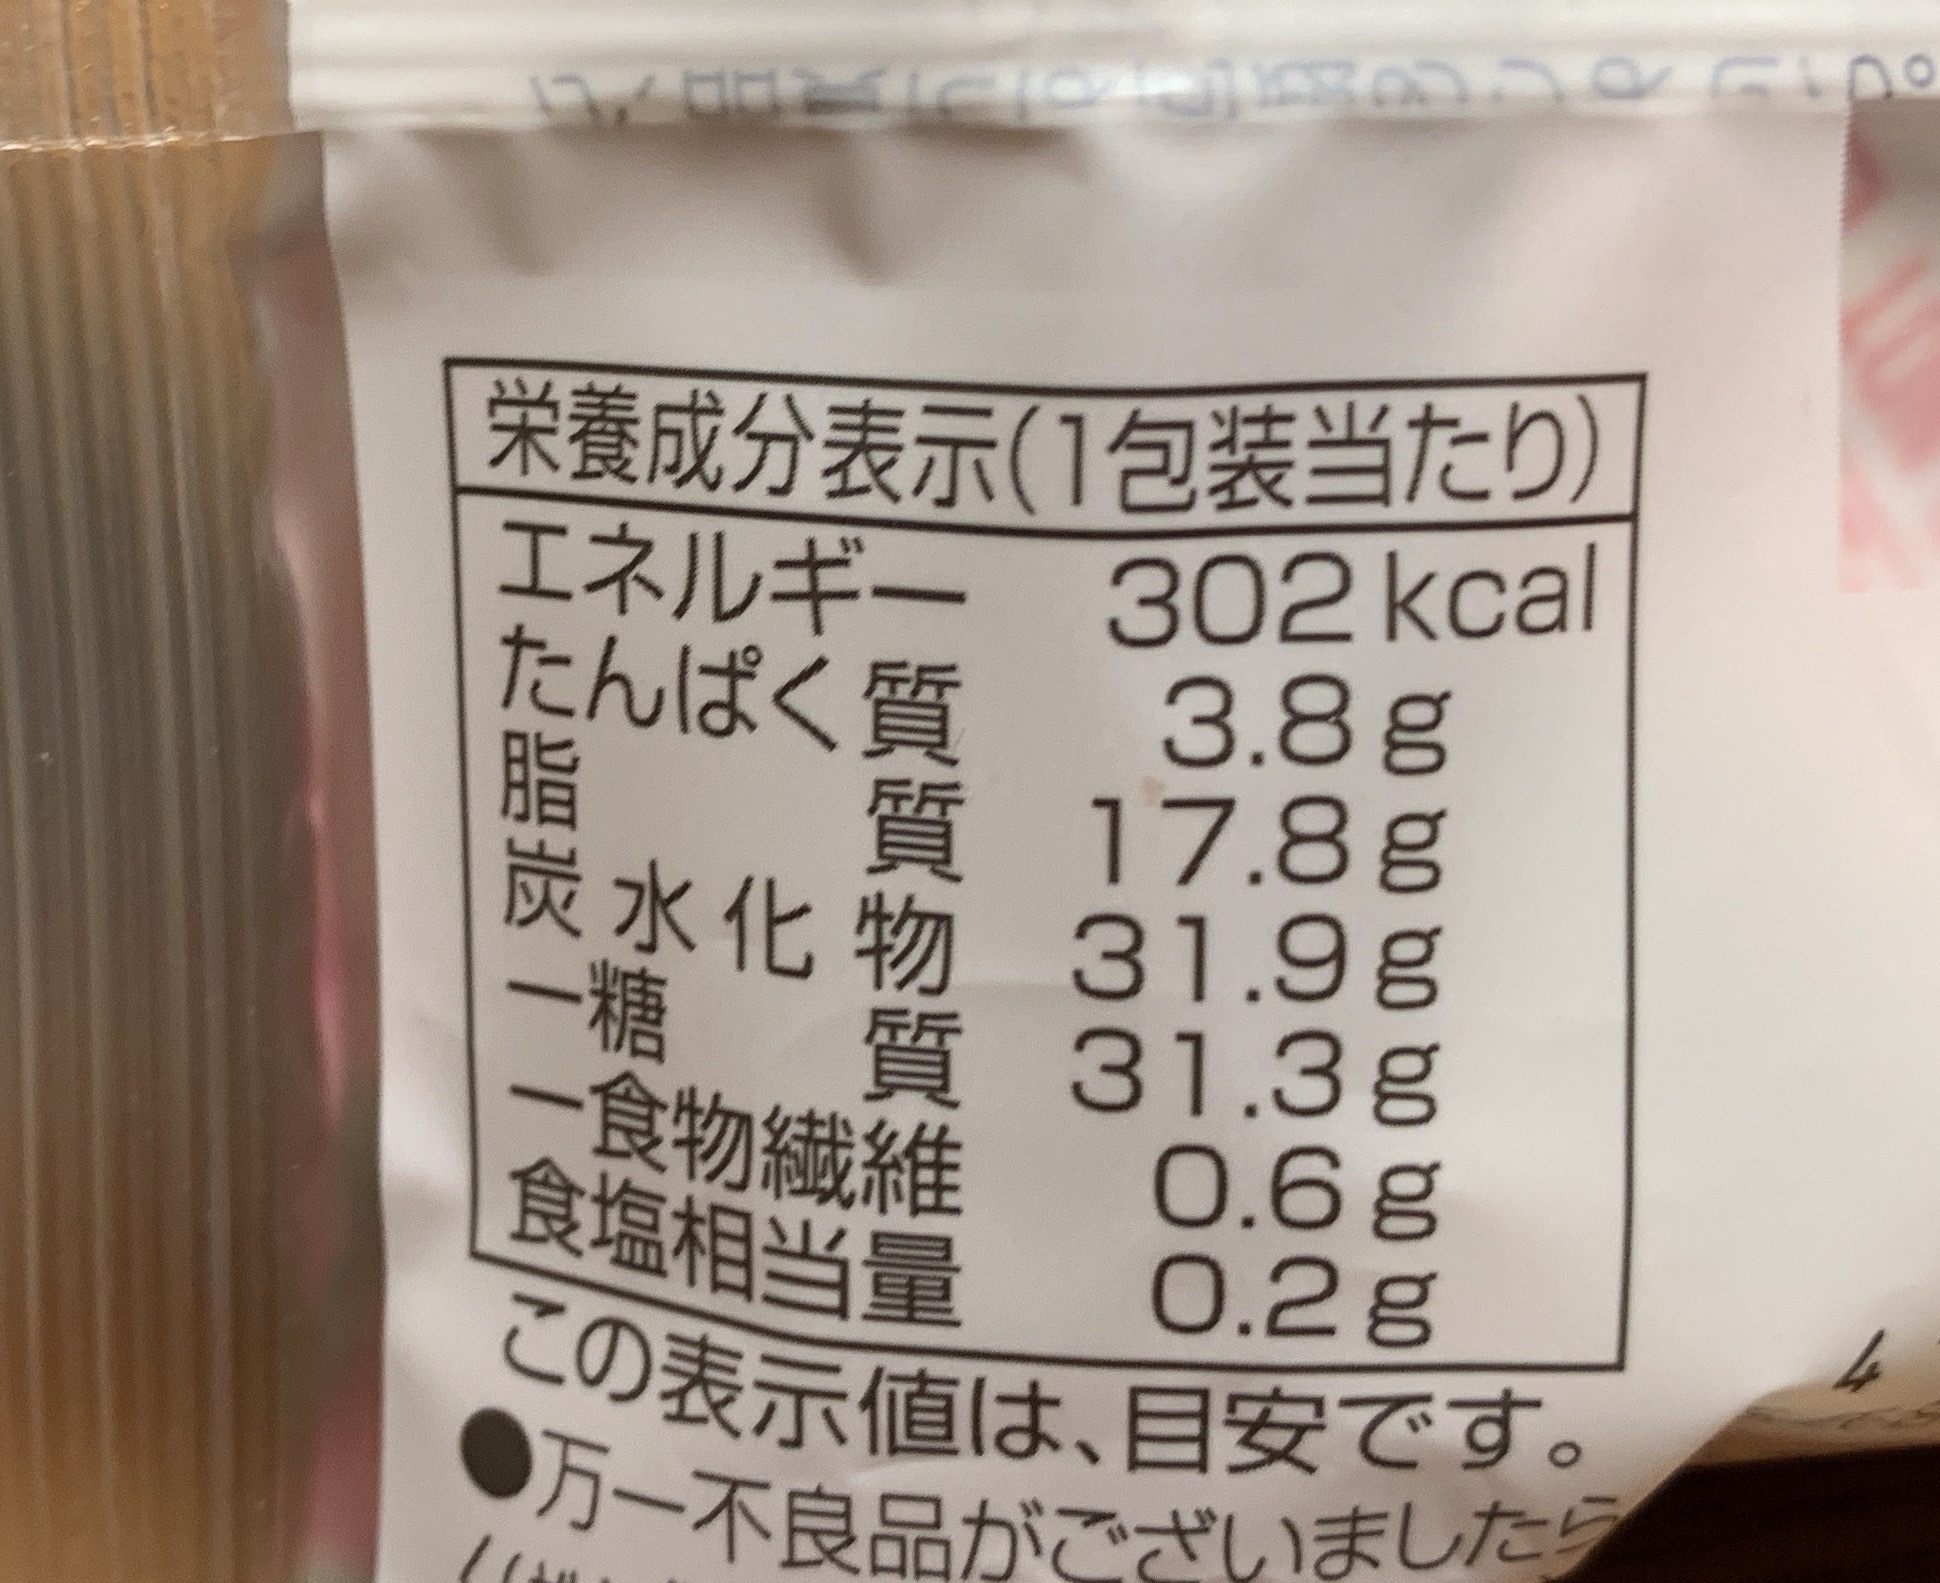 栄養成分表示(1包装当たり)
エネルギー 302kcal
たんぱく質 3.8g
脂質 17.8g
炭水化物 31.9g
ー糖質 31.3g
ー食物繊維 0.6g
食塩相当量 0.2g
この表示値は、目安です。
●万一不良品がございましたら